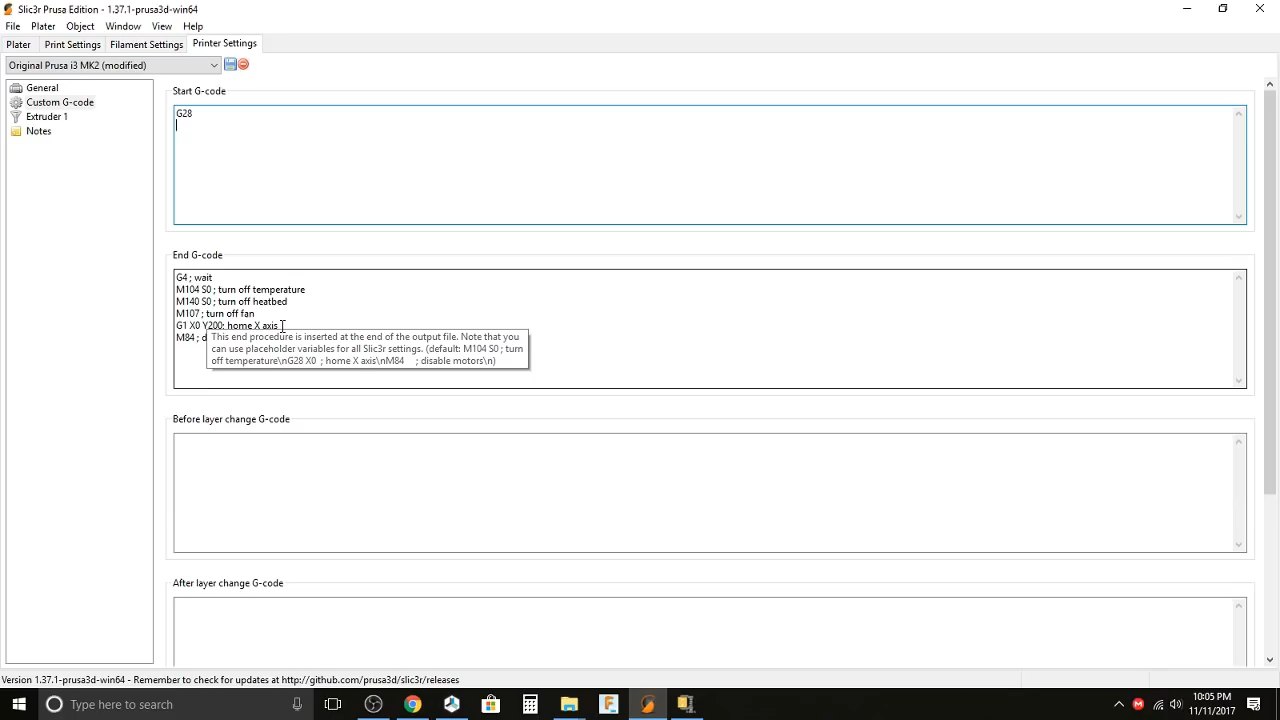 Slic3r Prusa Edition - 1.37.1-prusa3d-win64
File Plater Object Window View Help
Plater Print Settings Filament Settings Printer Settings
Original Prusa i3 MK2 (modified)
General
Custom G-code
Extruder 1
Notes
Start G-code
G28
End G-code
G4 ; wait
M104 S0 ; turn off temperature
M140 S0 ; turn off heatbed
M107 ; turn off fan
G1 X0 Y200; home X axis
M84 ; d
This end procedure is inserted at the end of the output file. Note that you
can use placeholder variables for all Slic3r settings. (default: M104 S0 ; turn
off temperature\nG28 X0 ; home X axis\nM84 ; disable motors\n)
Before layer change G-code
After layer change G-code
Version 1.37.1-prusa3d-win64 - Remember to check for updates at http://github.com/prusa3d/slic3r/releases
Type here to search
10:05 PM
11/11/2017